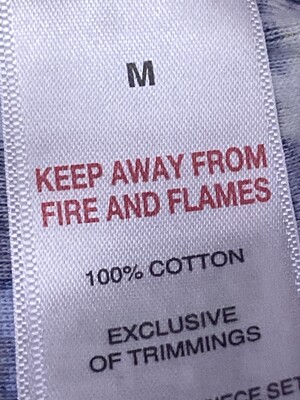 M
KEEP AWAY FROM
FIRE AND FLAMES
100% COTTON
EXCLUSIVE
OF TRIMMINGS